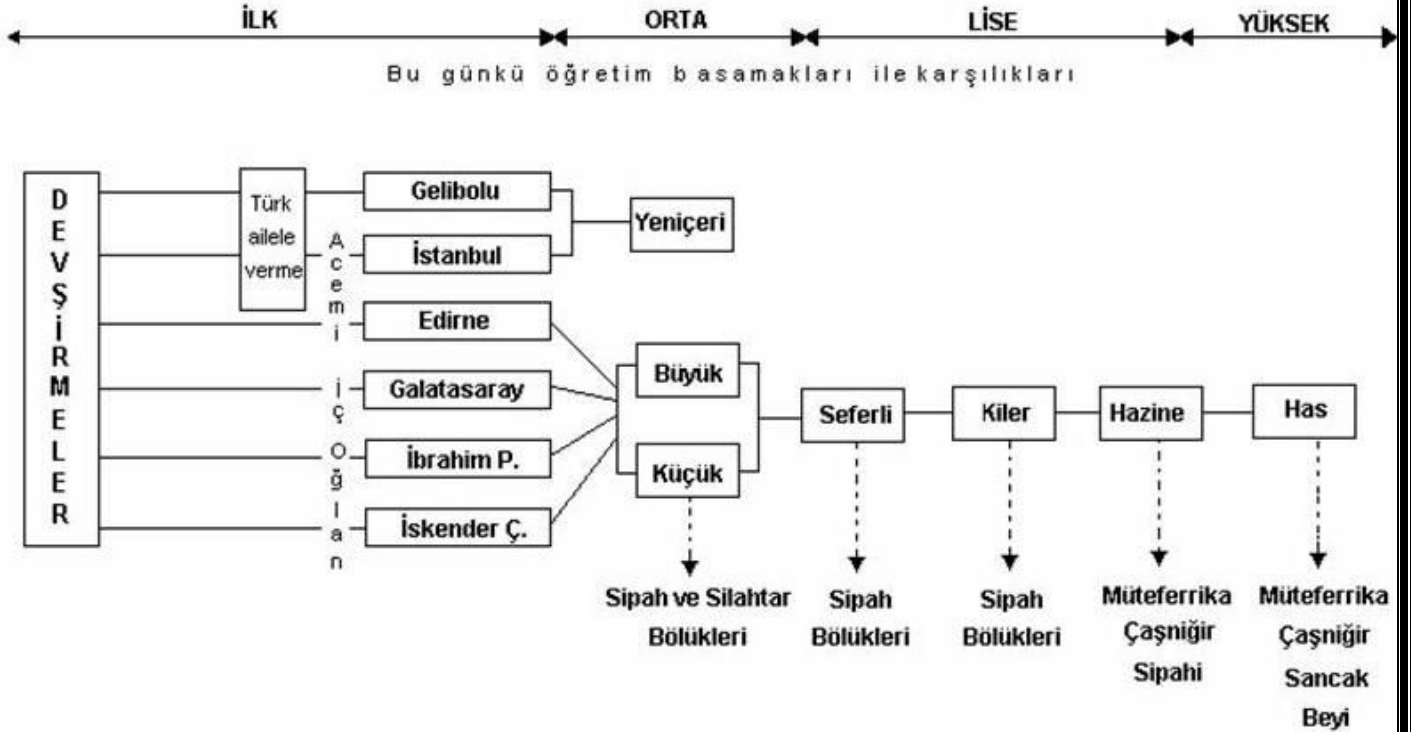 İLK ORTA LİSE YÜKSEK
Bu günkü öğretim basamakları ile karşılıkları
DEVŞİRMELER
Türk
ailele
verme
Acemi
İçoğlan
Gelibolu
İstanbul
Edirne
Galatasaray
İbrahim P.
İskender Ç.
Yeniçeri
Büyük
Küçük
Seferli
Kiler
Hazine
Has
Sipah ve Silahtar
Bölükleri
Sipah
Bölükleri
Sipah
Bölükleri
Müteferrika
Çaşniğir
Sipahi
Müteferrika
Çaşniğir
Sancak
Beyi